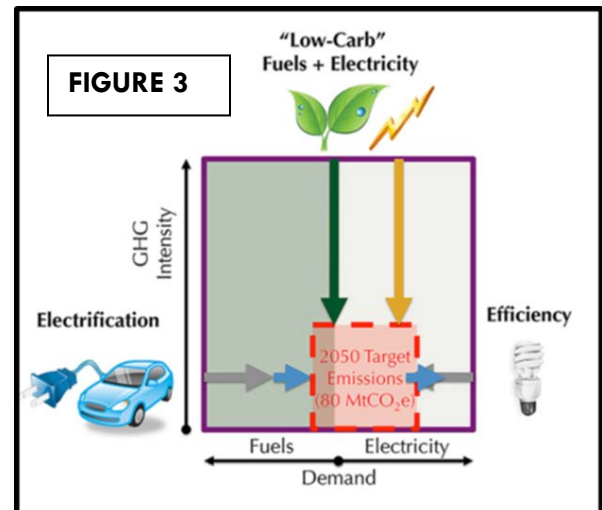 FIGURE 3
“Low-Carb”
Fuels + Electricity
GHG
Intensity
Electrification
Efficiency
2050 Target
Emissions
(80 MtCO₂e)
Fuels Electricity
Demand